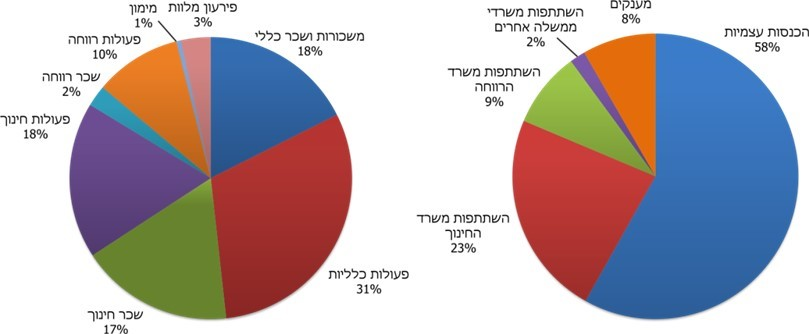 הכנסות עצמיות
58%
השתתפות משרד
החינוך
23%
השתתפות משרד
הרווחה
9%
השתתפות משרדי
ממשלה אחרים
2%
מענקים
8%
משכורות ושכר כללי
18%
פעולות כלליות
31%
שכר חינוך
17%
פעולות חינוך
18%
שכר רווחה
2%
פעולות רווחה
10%
מימון
1%
פירעון מלוות
3%